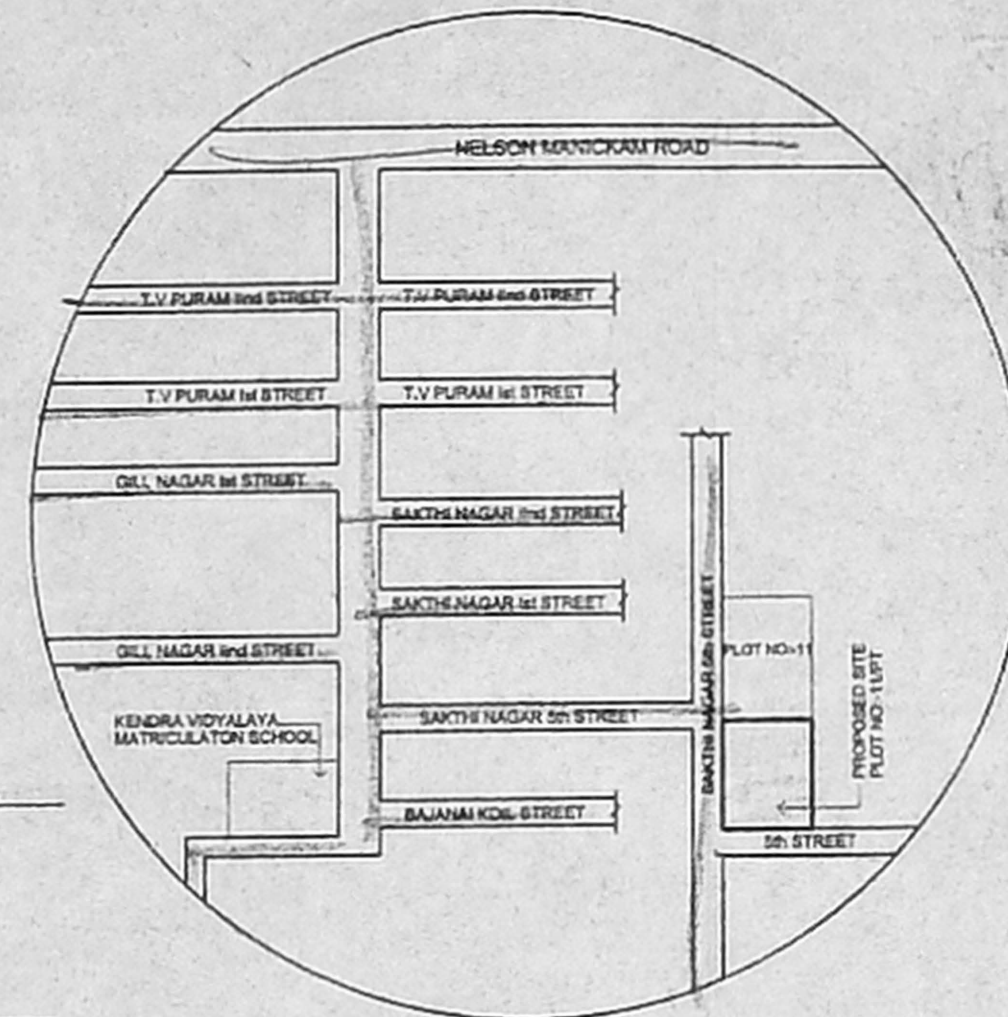 NELSON MANICKAM ROAD
T.V PURAM IInd STREET
T.V PURAM IInd STREET
T.V PURAM Ist STREET
T.V PURAM Ist STREET
GILL NAGAR Ist STREET
SAKTHI NAGAR IInd STREET
SAKTHI NAGAR Ist STREET
GILL NAGAR IInd STREET
SAKTHI NAGAR 5th STREET
PLOT NO:-11
PROPOSED SITE
PLOT NO:-11/PT
KENDRA VIDYALAYA
MATRICULATON SCHOOL
SAKTHI NAGAR 5th STREET
BAJANAI KOIL STREET
5th STREET